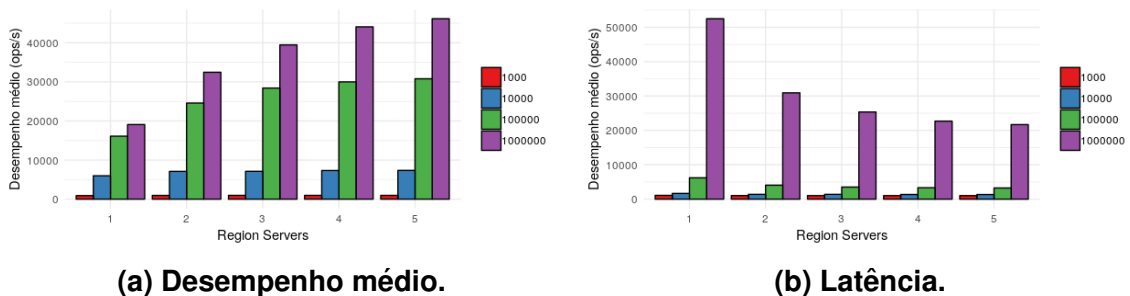 Desempenho médio (ops/s)
40000
30000
20000
10000
0
1 2 3 4 5
Region Servers
1000
10000
100000
1000000
(a) Desempenho médio.
Desempenho médio (ops/s)
50000
40000
30000
20000
10000
0
1 2 3 4 5
Region Servers
1000
10000
100000
1000000
(b) Latência.